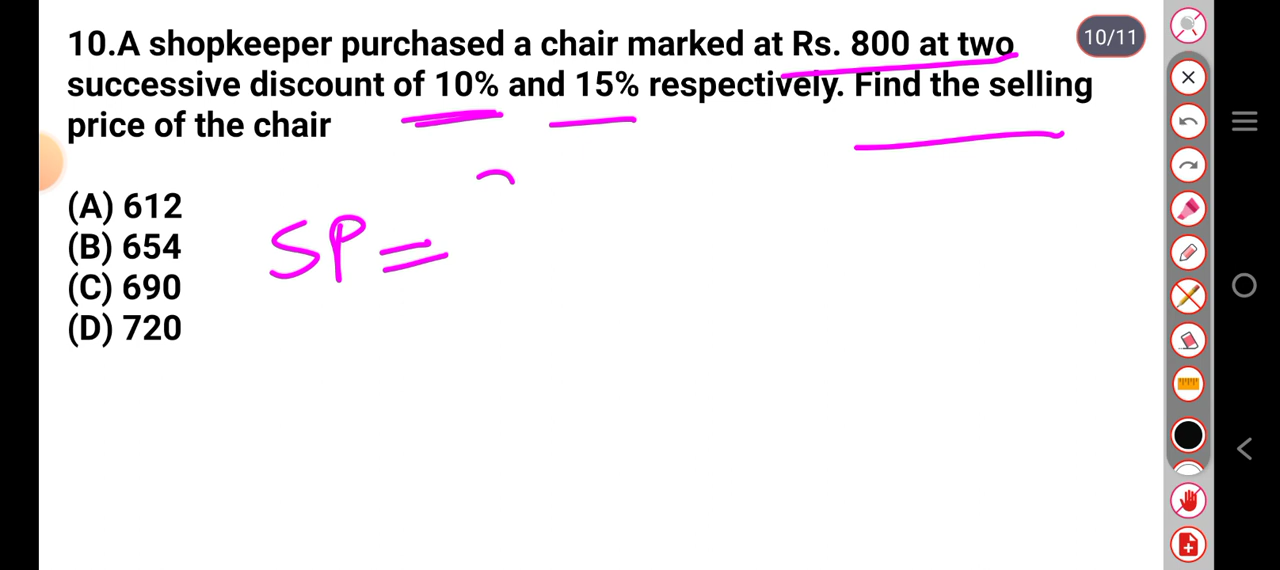 10.A shopkeeper purchased a chair marked at Rs. 800 at two
10/11
successive discount of 10% and 15% respectively. Find the selling
price of the chair
(A) 612
(B) 654
(C) 690
(D) 720
SP=